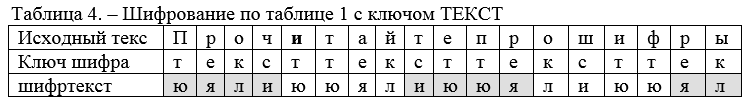 Таблица 4. – Шифрование по таблице 1 с ключом ТЕКСТ
Исходный текс П р о ч и т а й т е п р о ш и ф р ы
Ключ шифра т е к с т т е к с т т е к с т т е к
шифртекст ю я л и ю ю я л и ю ю я л и ю ю я л